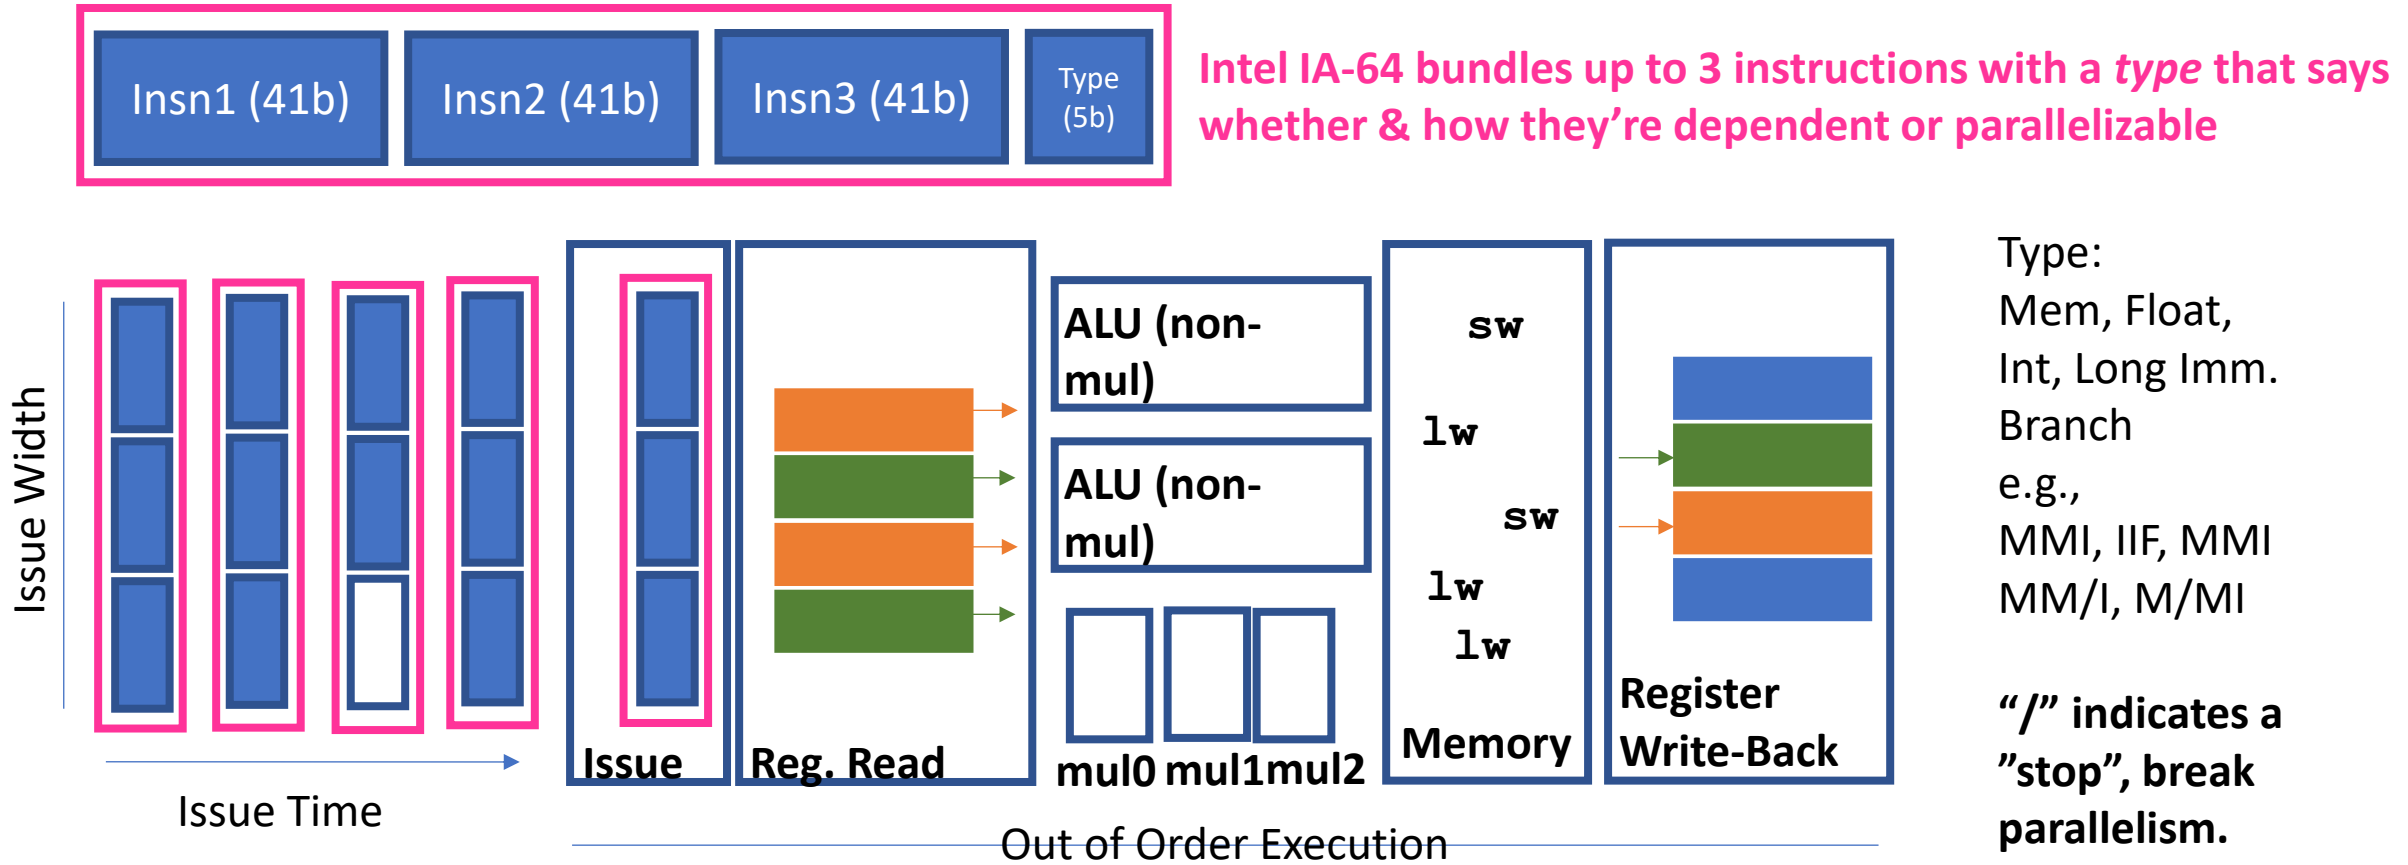 Insn1 (41b)
Insn2 (41b)
Insn3 (41b)
Type
(5b)
Intel IA-64 bundles up to 3 instructions with a type that says
whether & how they’re dependent or parallelizable
Issue Width
Issue Time
Issue
Reg. Read
ALU (non-
mul)
ALU (non-
mul)
mul0 mul1 mul2
sw
lw
sw
lw
lw
Memory
Register
Write-Back
Out of Order Execution
Type:
Mem, Float,
Int, Long Imm.
Branch
e.g.,
MMI, IIF, MMI
MM/I, M/MI
“/” indicates a
”stop”, break
parallelism.